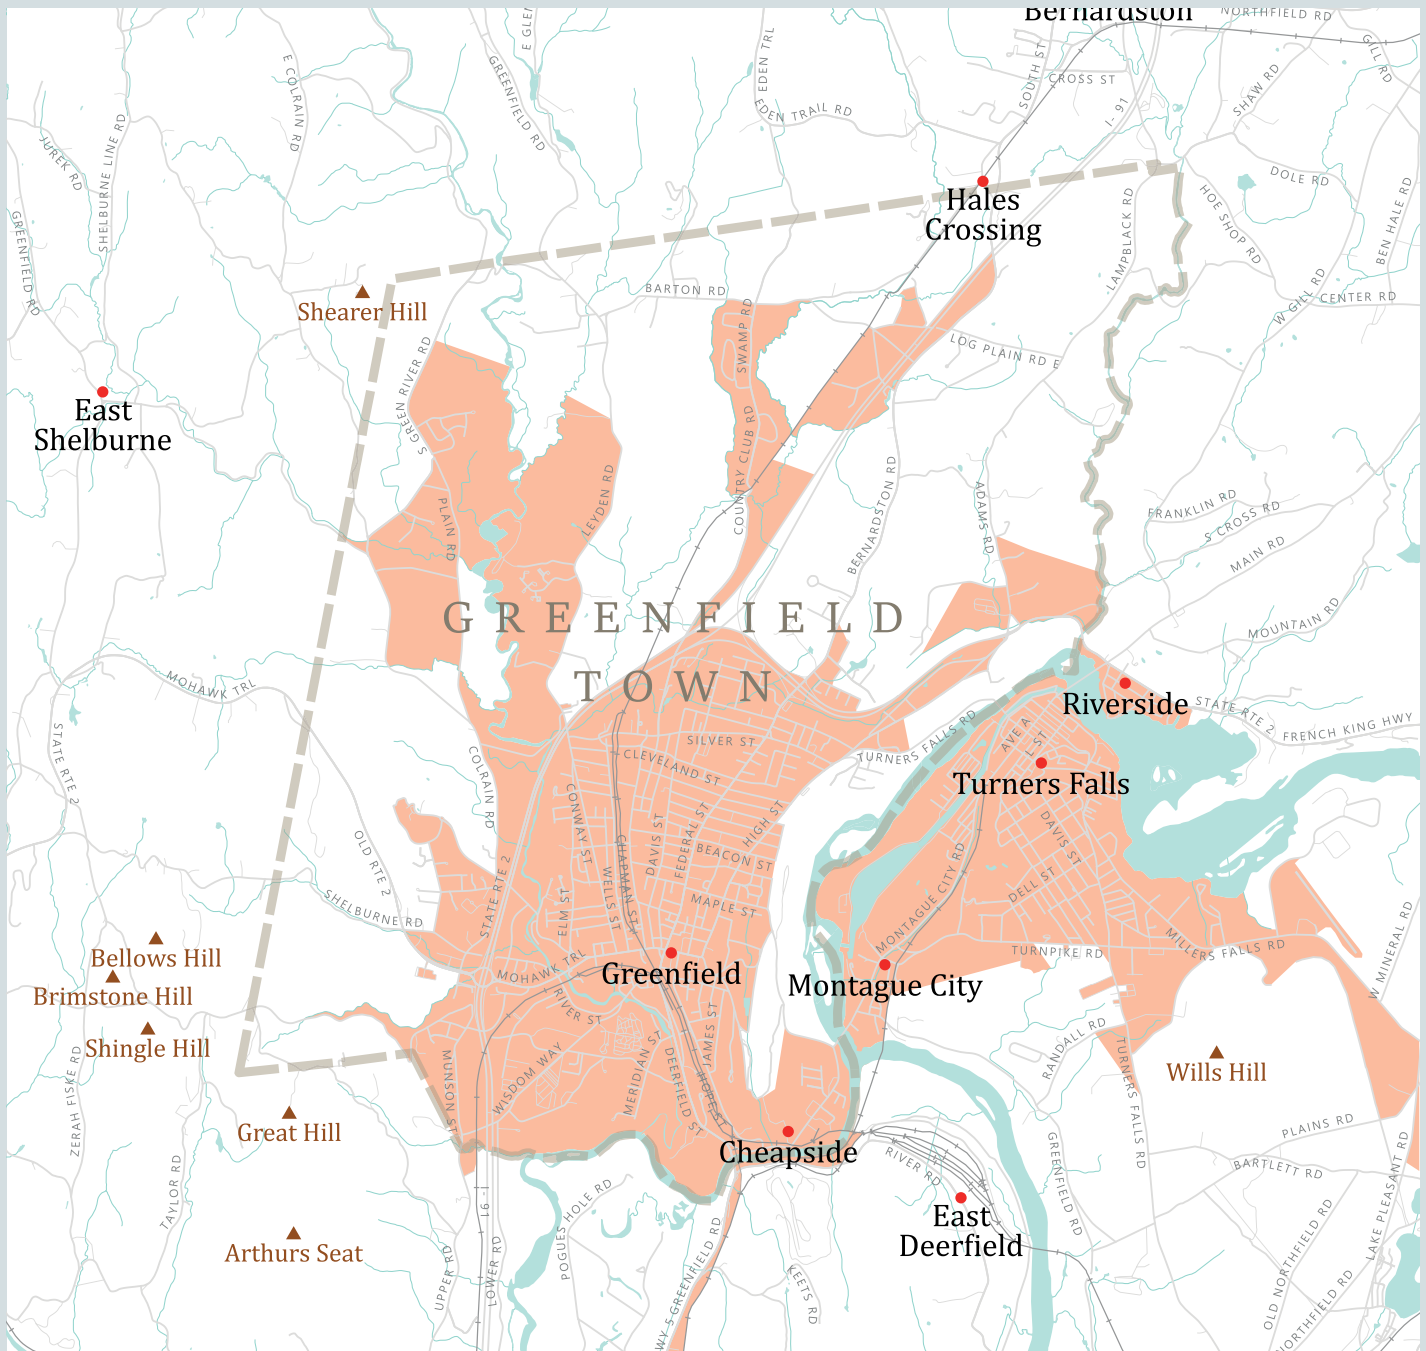 Bernardston
NORTHFIELD RD
E GLEN
E COLRAIN RD
GREENFIELD RD
EDEN TRL
EDEN TRAIL RD
SOUTH ST
CROSS ST
I- 91
SHAW RD
GILL RD
JUREK RD
SHELBURNE LINE RD
GREENFIELD RD
Hales
Crossing
LAMPBLACK RD
HOE SHOP RD
DOLE RD
BEN HALE RD
W GILL RD
CENTER RD
BARTON RD
Shearer Hill
SWAMP RD
LOG PLAIN RD E
S GREEN RIVER RD
East
Shelburne
COUNTRY CLUB RD
LEYDEN RD
PLAIN RD
BERNARDSTON RD
ADAMS RD
FRANKLIN RD
S CROSS RD
MAIN RD
MOUNTAIN RD
GREENFIELD
TOWN
MOHAWK TRL
Riverside
STATE RTE 2
FRENCH KING HWY
STATE RTE 2
TURNERS FALLS RD
AVE A
L ST
Turners Falls
SILVER ST
CLEVELAND ST
COLRAIN RD
CONWAY ST
CHAPMAN ST
DAVIS ST
FEDERAL ST
HIGH ST
BEACON ST
DAVIS ST
OLD RTE 2
STATE RTE 2
WELLS ST
ELM ST
MAPLE ST
DELL ST
MONTAGUE CITY RD
SHELBURNE RD
TURNPIKE RD
MILLERS FALLS RD
W MINERAL RD
Bellows Hill
Brimstone Hill
Shingle Hill
MOHAWK TRL
Greenfield
Montague City
RIVER ST
WISDOM WAY
MUNSON ST
MERIDIAN ST
DEERFIELD ST
JAMES ST
HOPE ST
RANDALL RD
TURNERS FALLS RD
Wills Hill
ZERAH FISKE RD
Great Hill
Cheapside
RIVER RD
GREENFIELD RD
PLAINS RD
BARTLETT RD
TAYLOR RD
I- 91
POGUES HOLE RD
East
Deerfield
Arthurs Seat
UPPER RD
LOWER RD
WY S GREENFIELD RD
KEETS RD
OLD NORTHFIELD RD
NORTHFIELD RD
LAKE PLEASANT RD